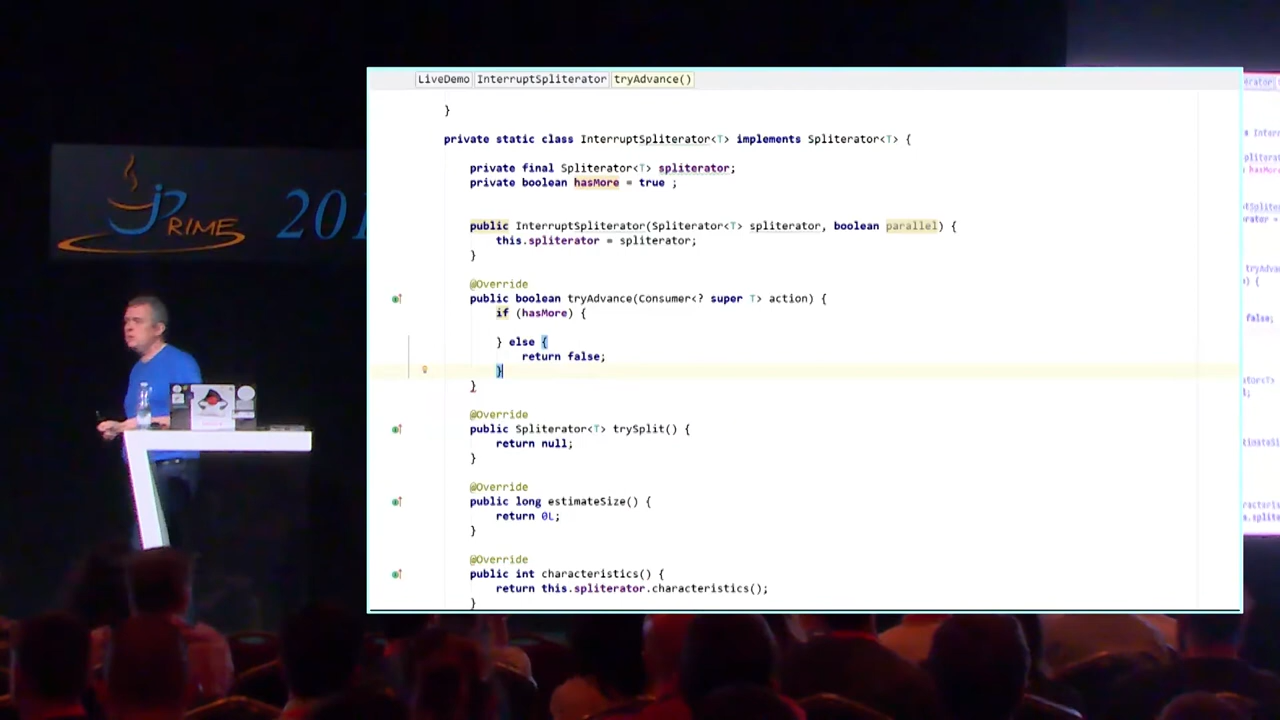 JPRIME 201
LiveDemo InterruptSpliterator tryAdvance()
}
private static class InterruptSpliterator<T> implements Spliterator<T> {
private final Spliterator<T> spliterator;
private boolean hasMore = true ;
public InterruptSpliterator(Spliterator<T> spliterator, boolean parallel) {
this.spliterator = spliterator;
}
@Override
public boolean tryAdvance(Consumer<? super T> action) {
if (hasMore) {
} else {
return false;
}
}
@Override
public Spliterator<T> trySplit() {
return null;
}
@Override
public long estimateSize() {
return 0L;
}
@Override
public int characteristics() {
return this.spliterator.characteristics();
}